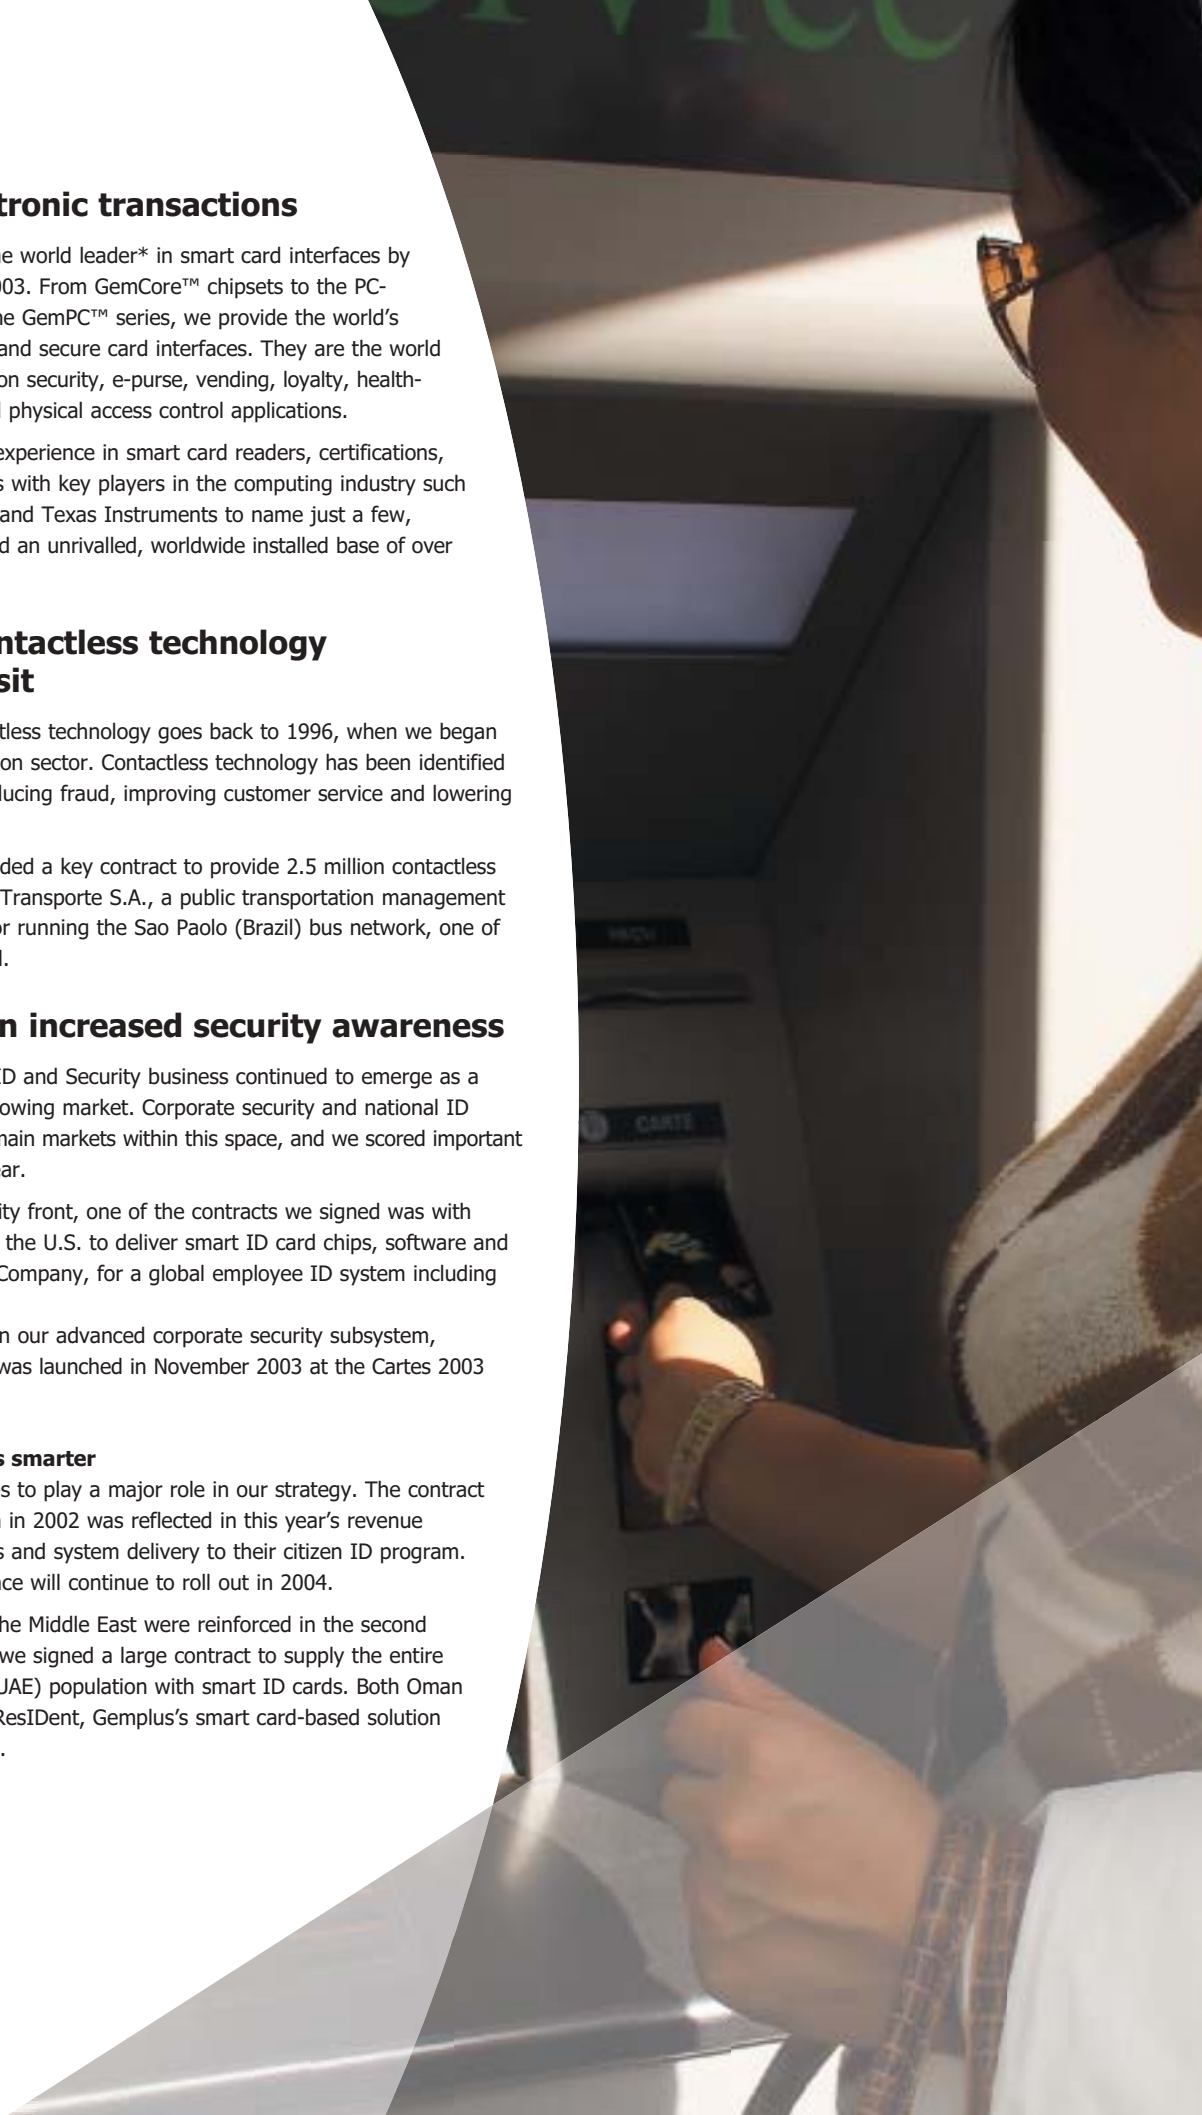 tronic transactions
e world leader* in smart card interfaces by
03. From GemCore™ chipsets to the PC-
ne GemPC™ series, we provide the world’s
and secure card interfaces. They are the world
on security, e-purse, vending, loyalty, health-
physical access control applications.
experience in smart card readers, certifications,
s with key players in the computing industry such
and Texas Instruments to name just a few,
d an unrivalled, worldwide installed base of over
ntactless technology
sit
tless technology goes back to 1996, when we began
on sector. Contactless technology has been identified
ducing fraud, improving customer service and lowering
ded a key contract to provide 2.5 million contactless
Transporte S.A., a public transportation management
or running the Sao Paolo (Brazil) bus network, one of
n increased security awareness
ID and Security business continued to emerge as a
owing market. Corporate security and national ID
main markets within this space, and we scored important
ar.
ity front, one of the contracts we signed was with
the U.S. to deliver smart ID card chips, software and
Company, for a global employee ID system including
n our advanced corporate security subsystem,
was launched in November 2003 at the Cartes 2003
s smarter
s to play a major role in our strategy. The contract
in 2002 was reflected in this year’s revenue
s and system delivery to their citizen ID program.
nce will continue to roll out in 2004.
he Middle East were reinforced in the second
we signed a large contract to supply the entire
UAE) population with smart ID cards. Both Oman
ResIDent, Gemplus’s smart card-based solution
.
ervice
CARTE